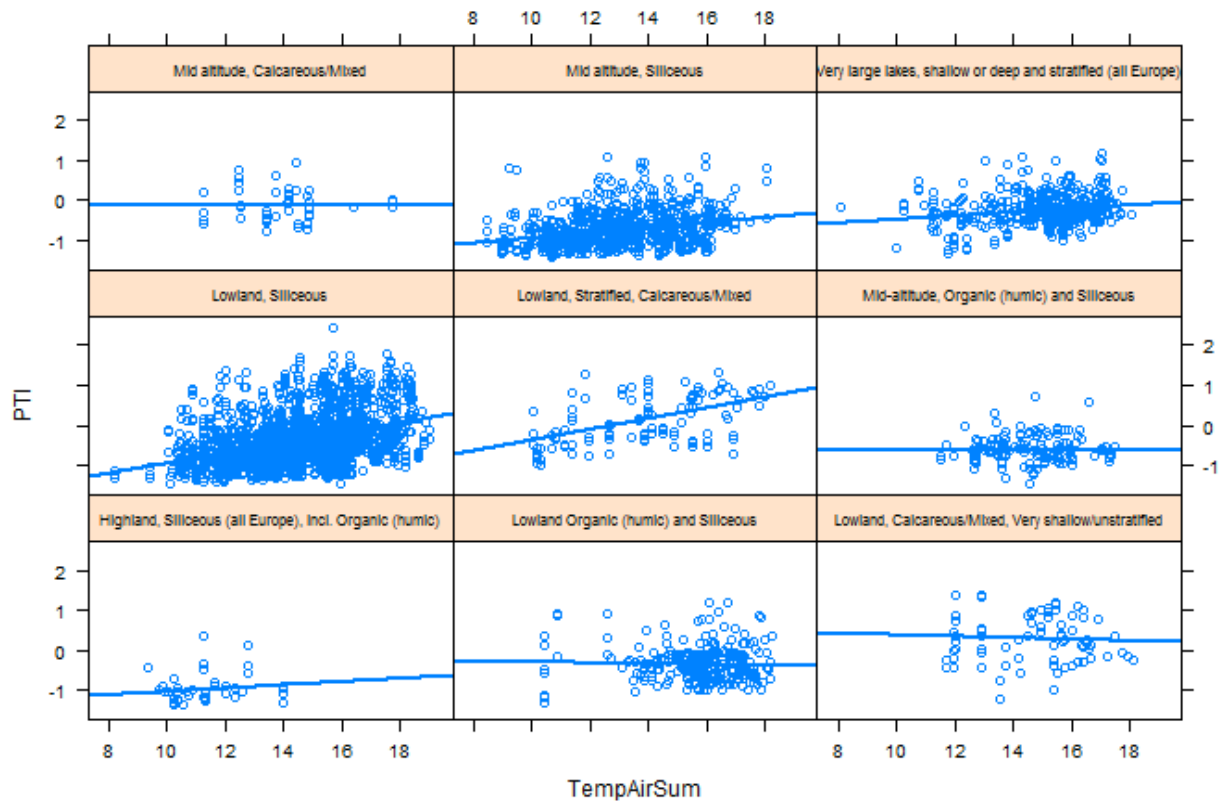 8 10 12 14 16 18
Mid altitude, Calcareous/Mixed
Mid altitude, Siliceous
Very large lakes, shallow or deep and stratified (all Europe)
2
1
0
-1
Lowland, Siliceous
Lowland, Stratified, Calcareous/Mixed
Mid-altitude, Organic (humic) and Siliceous
2
1
0
-1
PTI
Highland, Siliceous (all Europe), incl. Organic (humic)
Lowland Organic (humic) and Siliceous
Lowland, Calcareous/Mixed, Very shallow/unstratified
2
1
0
-1
8 10 12 14 16 18
8 10 12 14 16 18
TempAirSum